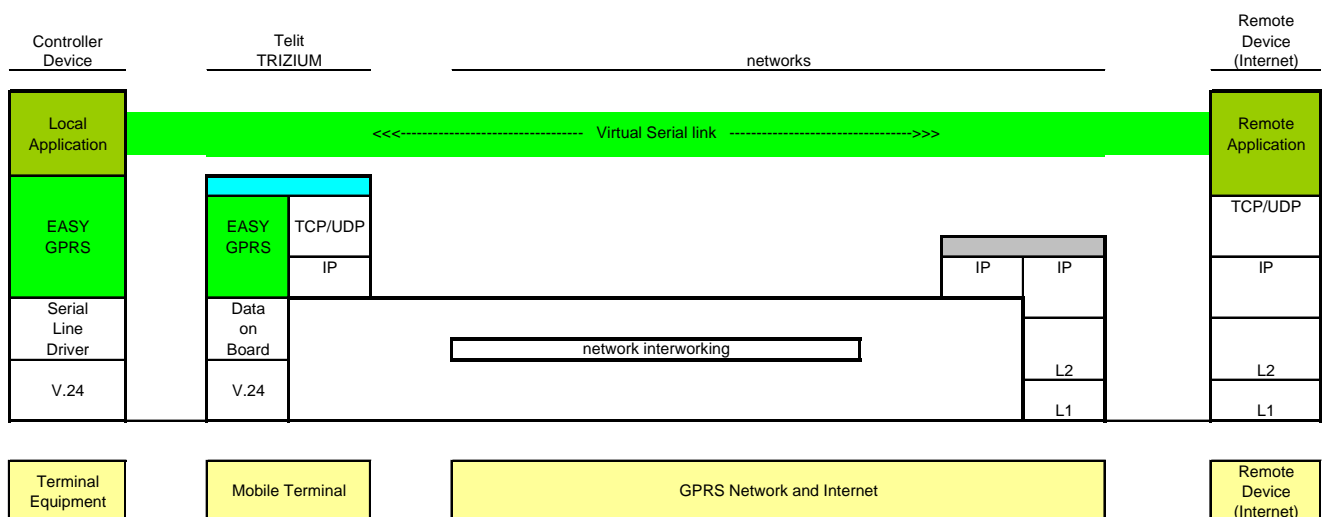 Controller
Device
Telit
TRIZIUM
networks
Remote
Device
(Internet)
Local
Application
<<<---------------------------------- Virtual Serial link ---------------------------------->>>
Remote
Application
EASY
GPRS
EASY
GPRS
TCP/UDP
IP
IP
IP
TCP/UDP
IP
Serial
Line
Driver
Data
on
Board
network interworking
L2
L2
V.24
V.24
L1
L1
Terminal
Equipment
Mobile Terminal
GPRS Network and Internet
Remote
Device
(Internet)